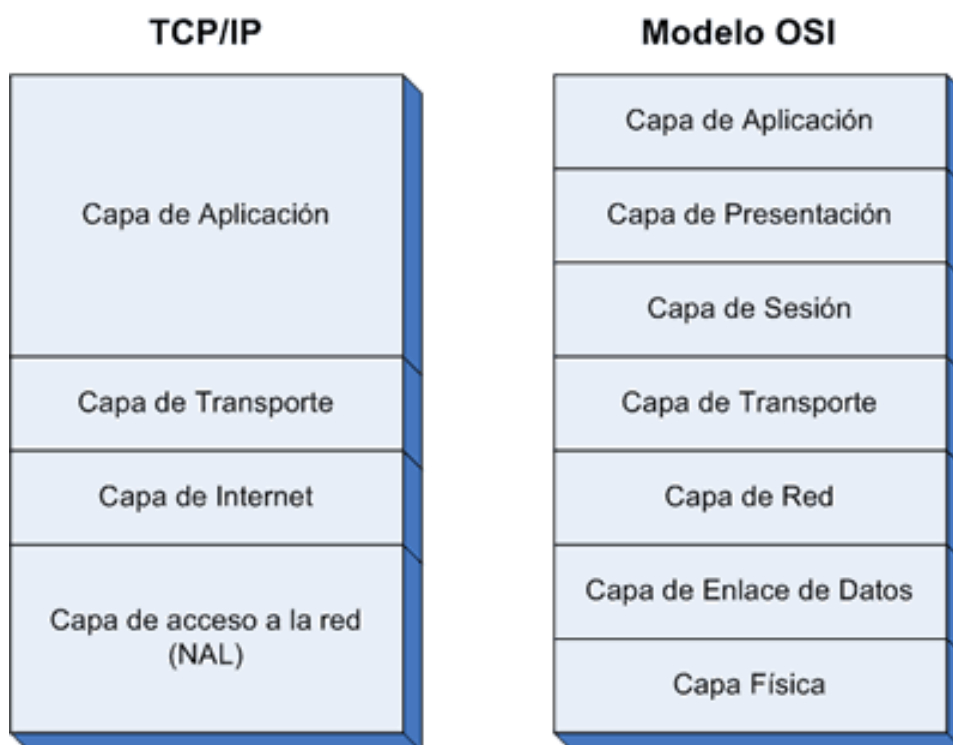 TCP/IP
Capa de Aplicación
Capa de Transporte
Capa de Internet
Capa de acceso a la red
(NAL)
Modelo OSI
Capa de Aplicación
Capa de Presentación
Capa de Sesión
Capa de Transporte
Capa de Red
Capa de Enlace de Datos
Capa Física